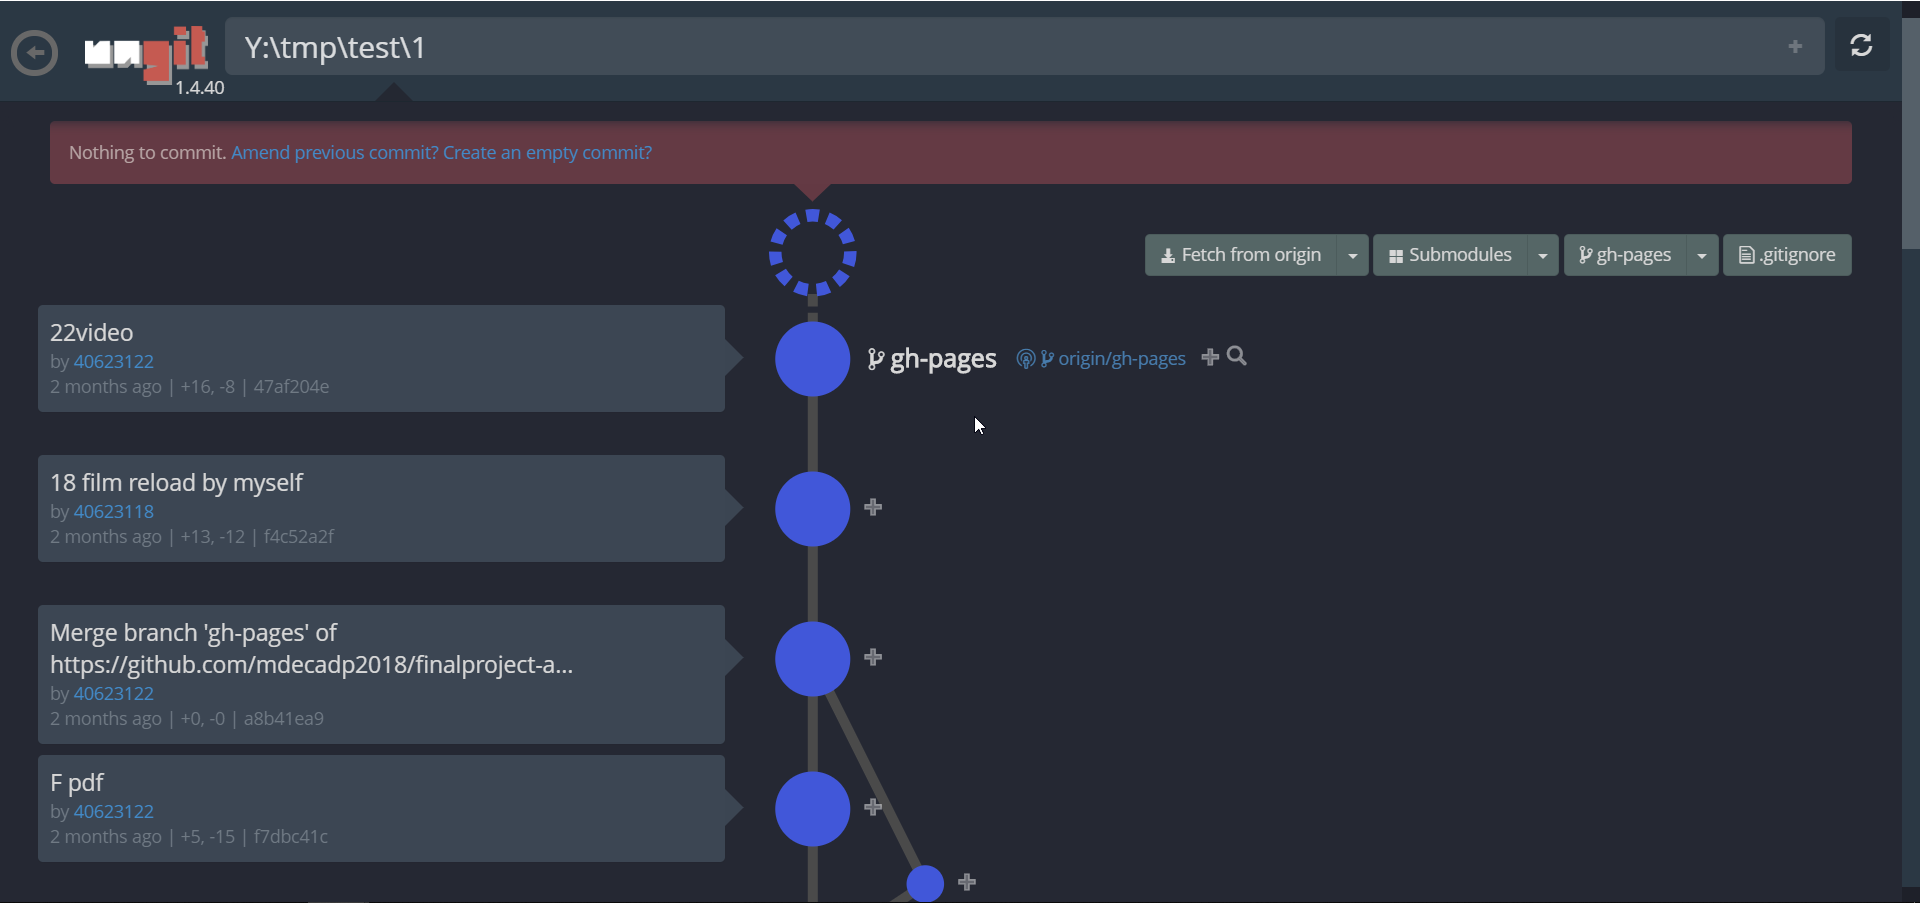 ungit
1.4.40
Y:\tmp\test\1
Nothing to commit. Amend previous commit? Create an empty commit?
Fetch from origin
Submodules
gh-pages
.gitignore
22video
by 40623122
2 months ago | +16, -8 | 47af204e
gh-pages
origin/gh-pages
18 film reload by myself
by 40623118
2 months ago | +13, -12 | f4c52a2f
Merge branch 'gh-pages' of
https://github.com/mdecadp2018/finalproject-a...
by 40623122
2 months ago | +0, -0 | a8b41ea9
F pdf
by 40623122
2 months ago | +5, -15 | f7dbc41c